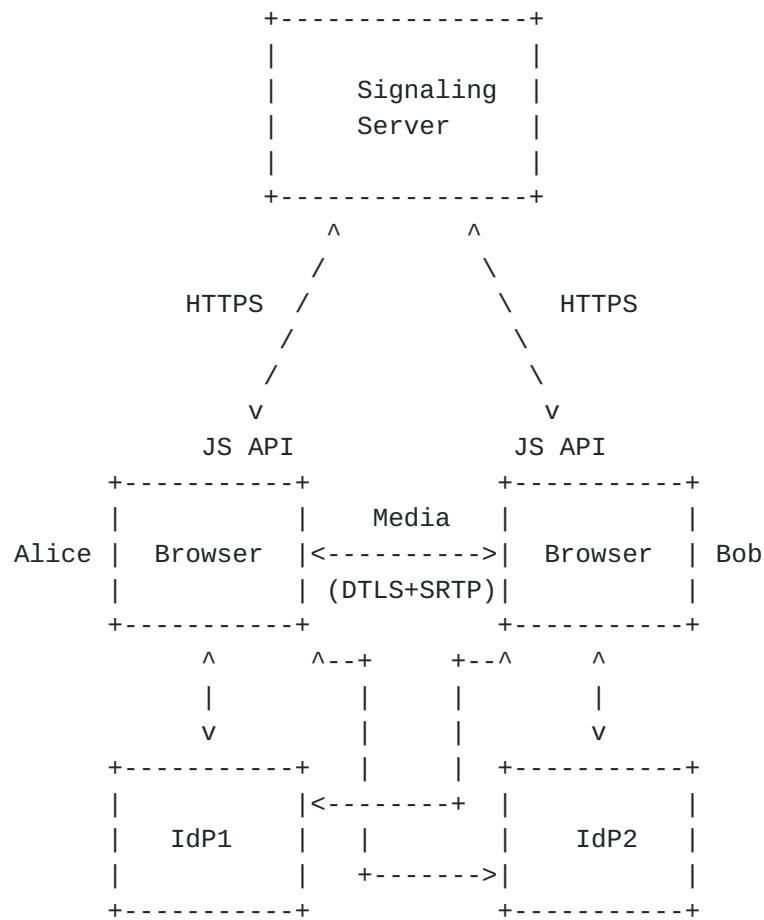 Signaling
Server
HTTPS HTTPS
JS API JS API
Media
Alice Browser Browser Bob
(DTLS+SRTP)
IdP1 IdP2